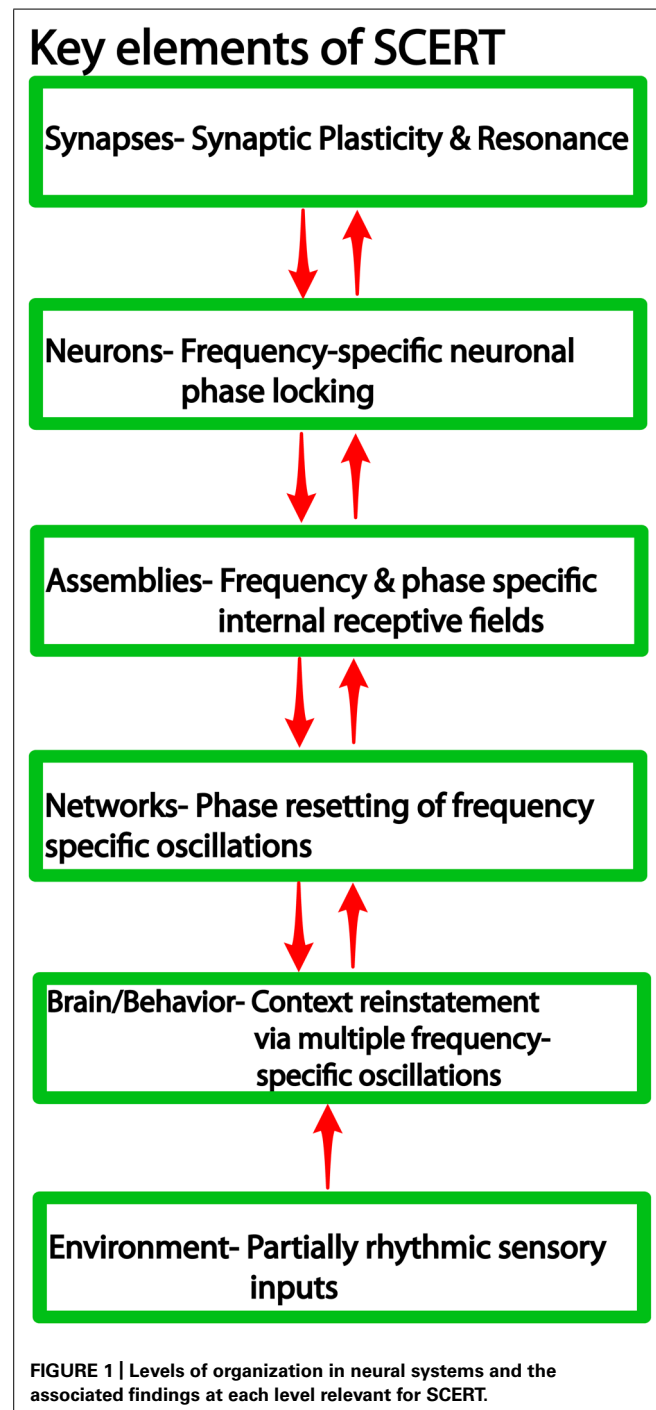 Key elements of SCERT
Synapses- Synaptic Plasticity & Resonance
Neurons- Frequency-specific neuronal
phase locking
Assemblies- Frequency & phase specific
internal receptive fields
Networks- Phase resetting of frequency
specific oscillations
Brain/Behavior- Context reinstatement
via multiple frequency-
specific oscillations
Environment- Partially rhythmic sensory
inputs
FIGURE 1 | Levels of organization in neural systems and the
associated findings at each level relevant for SCERT.